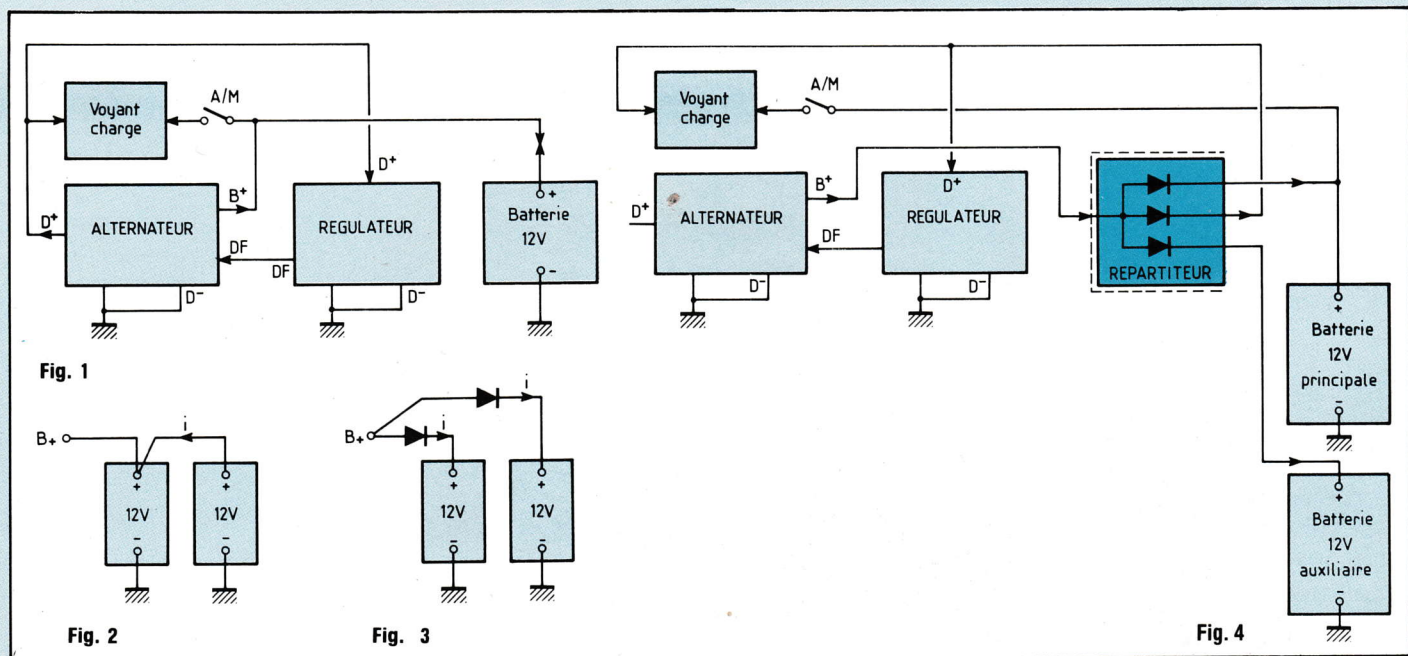 Voyant
charge
A/M
D+
B+
D+
ALTERNATEUR
DF
DF
REGULATEUR
D-
D-
+
Batterie
12V
-
Fig. 1
B+
i
+
12V
-
+
12V
-
Fig. 2
B+
i
i
+
12V
-
+
12V
-
Fig. 3
Voyant
charge
A/M
D+
B+
ALTERNATEUR
DF
D-
D+
REGULATEUR
D-
REPARTITEUR
+
Batterie
12V
principale
-
+
Batterie
12V
auxiliaire
-
Fig. 4